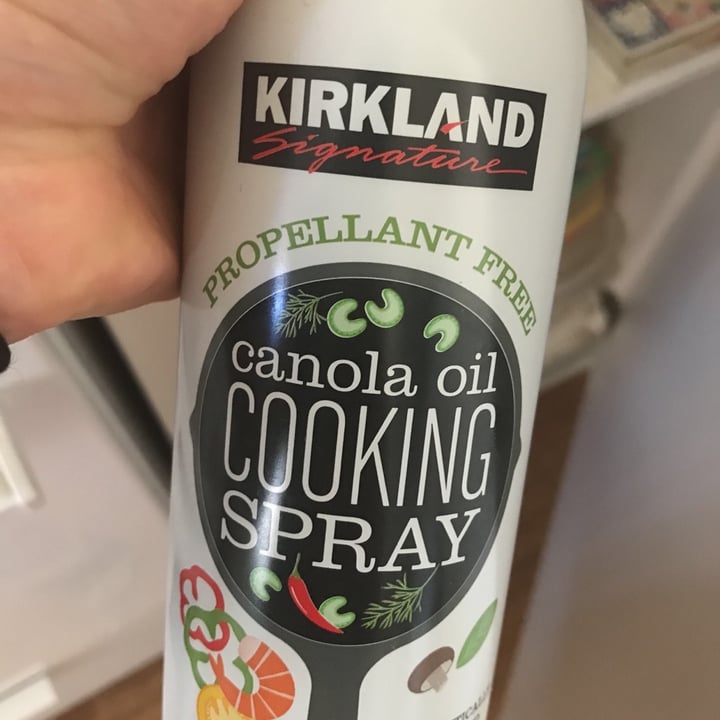 KIRKLAND
Signature
PROPELLANT FREE
canola oil
COOKING
SPRAY